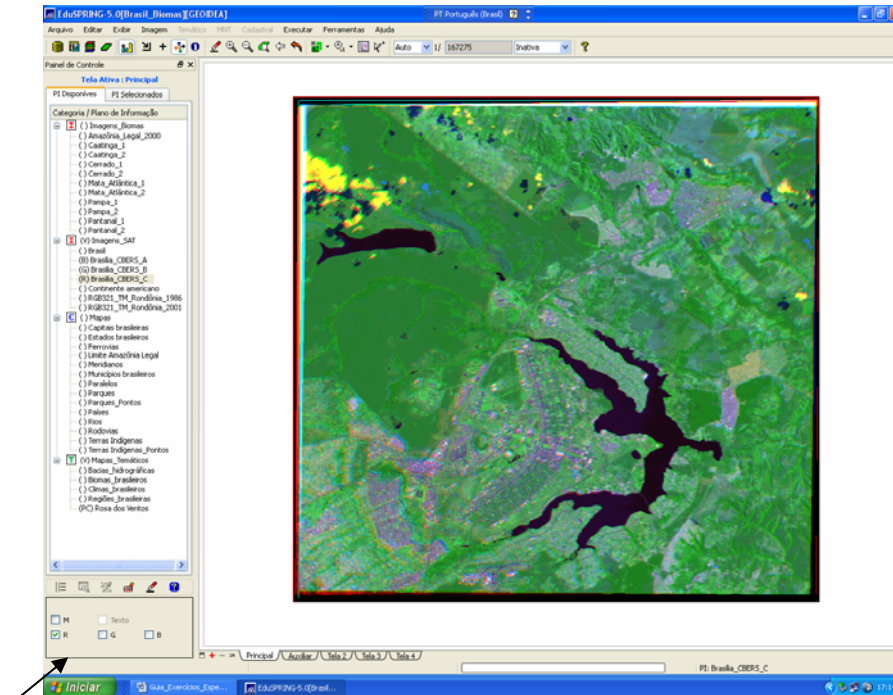 EduSPRING-5.0[Brasil_Biomas][GEOIDEA]
PT Português (Brasil)
Arquivo Editar Exibir Imagem Temático MNT Cadastral Executar Ferramentas Ajuda
Auto 1/ 167275 Inativa
Painel de Controle
Tela Ativa : Principal
PI Disponíves PI Selecionados
Categoria / Plano de Informação
( ) Imagens_Biomas
( ) Amazônia_Legal_2000
( ) Caatinga_1
( ) Caatinga_2
( ) Cerrado_1
( ) Cerrado_2
( ) Mata_Atlântica_1
( ) Mata_Atlântica_2
( ) Pampa_1
( ) Pampa_2
( ) Pantanal_1
( ) Pantanal_2
(V) Imagens_SAT
( ) Brasil
(B) Brasilia_CBERS_A
(G) Brasilia_CBERS_B
(R) Brasilia_CBERS_C
( ) Continente americano
( ) RGB321_TM_Rondônia_1986
( ) RGB321_TM_Rondônia_2001
( ) Mapas
( ) Capitais brasileiras
( ) Estados brasileiros
( ) Ferrovias
( ) Limite Amazônia Legal
( ) Meridianos
( ) Municípios brasileiros
( ) Paralelos
( ) Parques
( ) Parques_Pontos
( ) Países
( ) Rios
( ) Rodovias
( ) Terras Indígenas
( ) Terras Indígenas_Pontos
(V) Mapas_Temáticos
( ) Bacias_hidrográficas
( ) Biomas_brasileiros
( ) Climas_brasileiros
( ) Regiões_brasileiras
(PC) Rosa dos Ventos
M Texto
R G B
Principal Auxiliar Tela 2 Tela 3 Tela 4
PI: Brasilia_CBERS_C
Iniciar Guia_Exercicios_Espe... EduSPRING-5.0[Brasil...